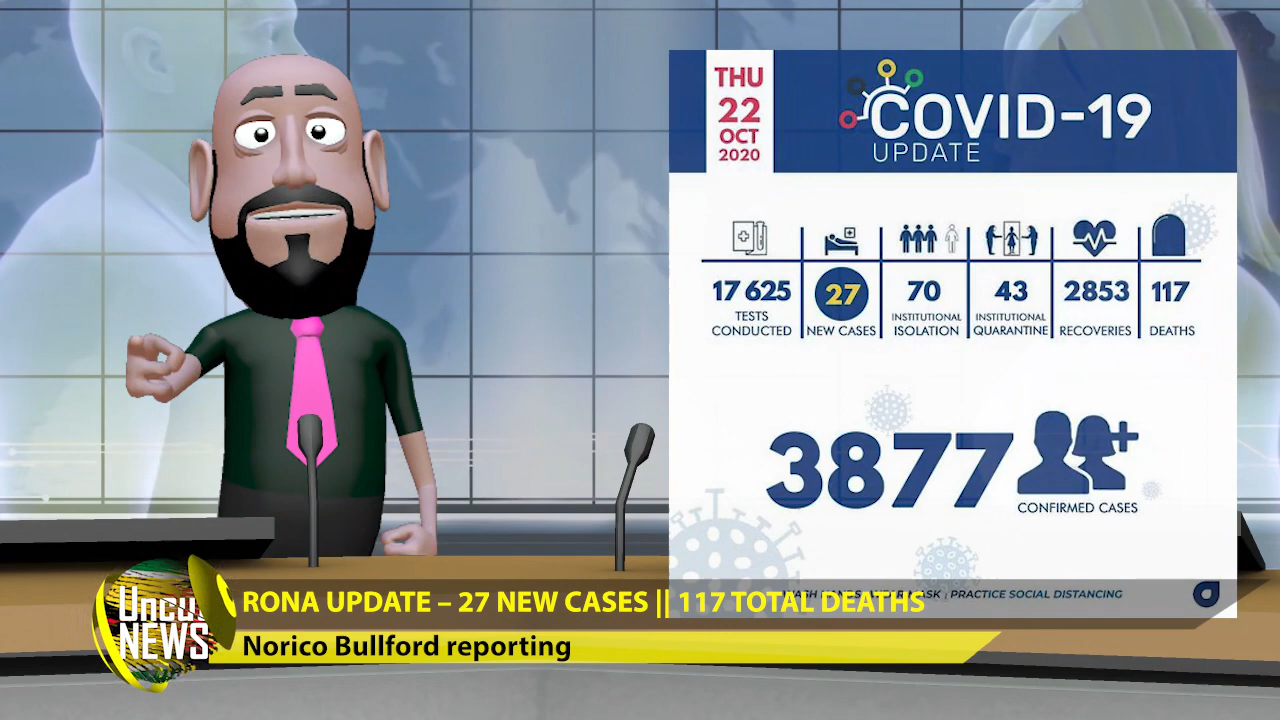 THU
22
OCT
2020
COVID-19
UPDATE
17 625
TESTS
CONDUCTED
27
NEW CASES
70
INSTITUTIONAL
ISOLATION
43
INSTITUTIONAL
QUARANTINE
2853
RECOVERIES
117
DEATHS
3877
CONFIRMED CASES
PRACTICE SOCIAL DISTANCING
RONA UPDATE – 27 NEW CASES || 117 TOTAL DEATHS
Norico Bullford reporting
NEWS